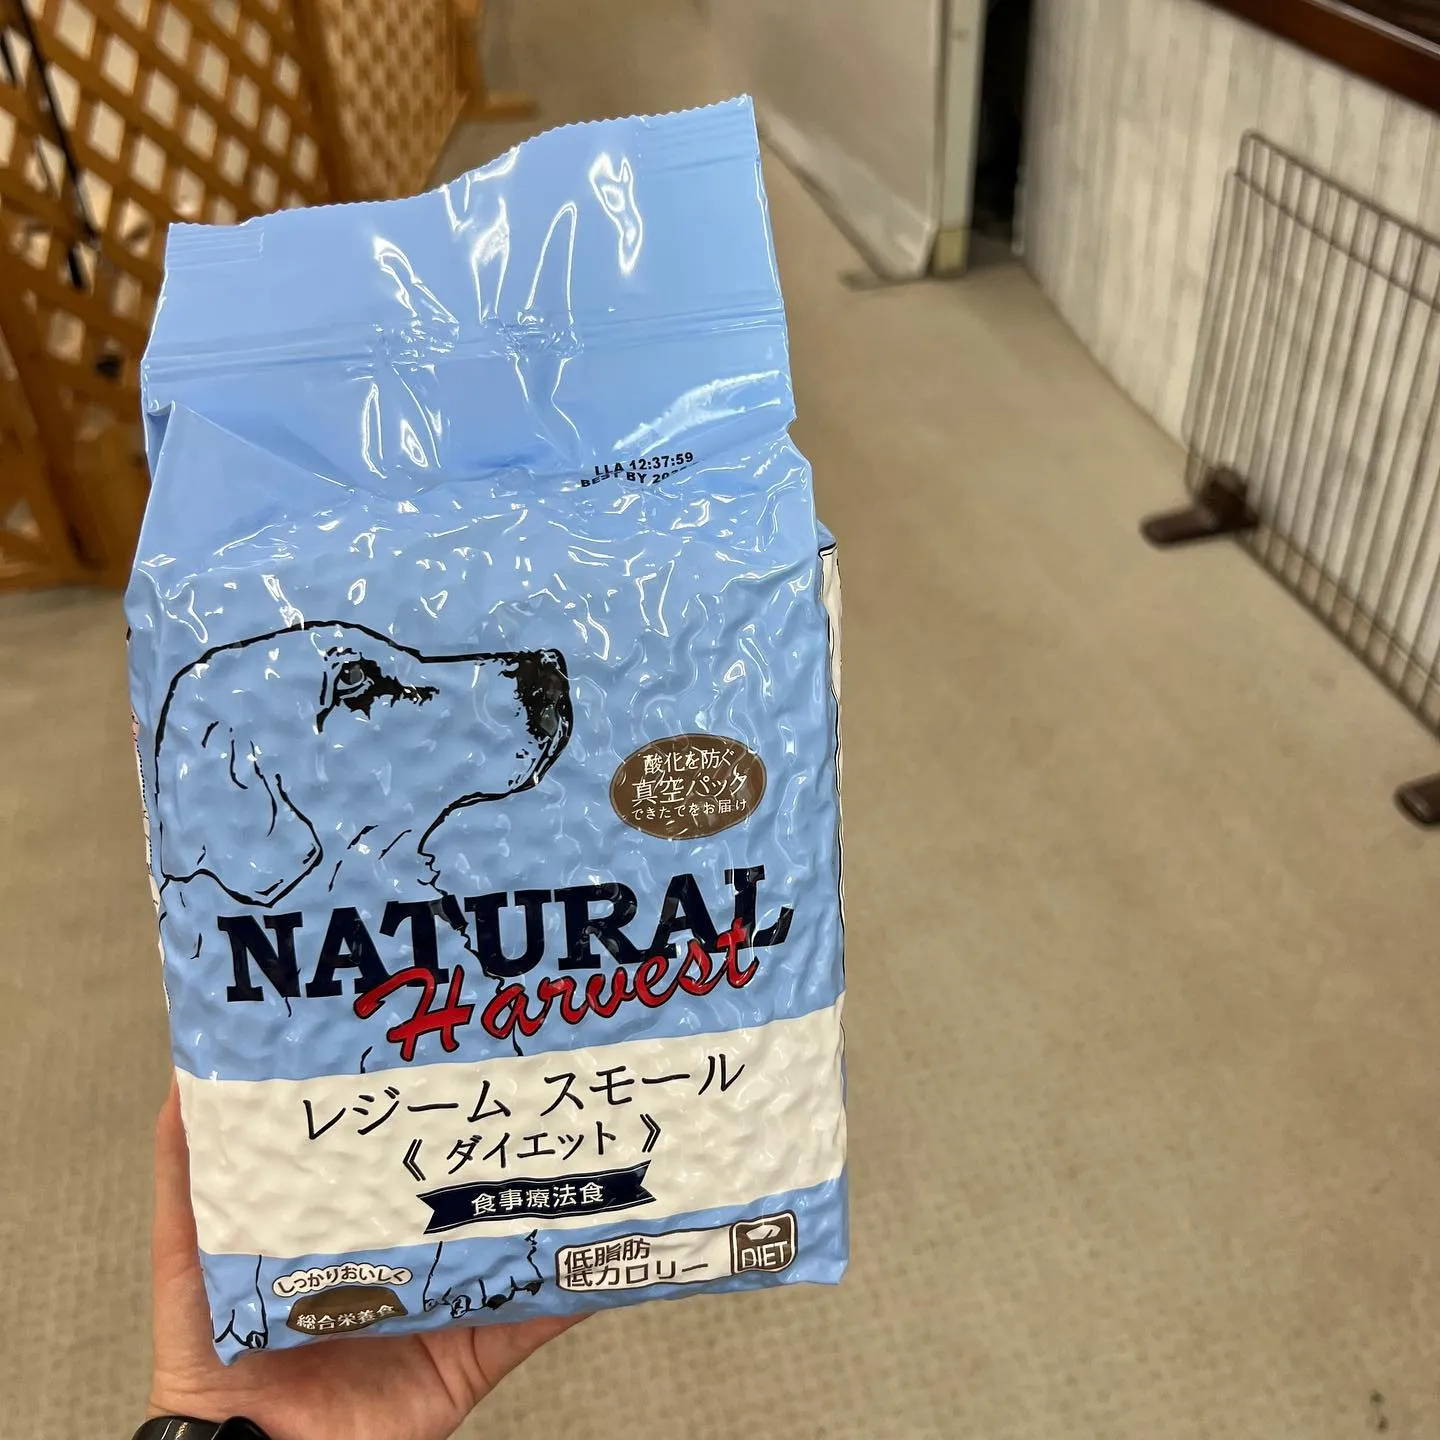 LLA 12:37:59
BEST BY
酸化を防ぐ
真空パック
できたてをお届け
NATURAL
Harvest
レジーム スモール
《 ダイエット 》
食事療法食
しっかりおいしく
総合栄養食
低脂肪
低カロリー
DIET